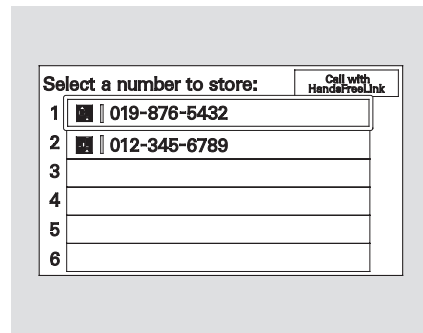 Select a number to store:
Call with
HandsFreeLink
1 019-876-5432
2 012-345-6789
3
4
5
6